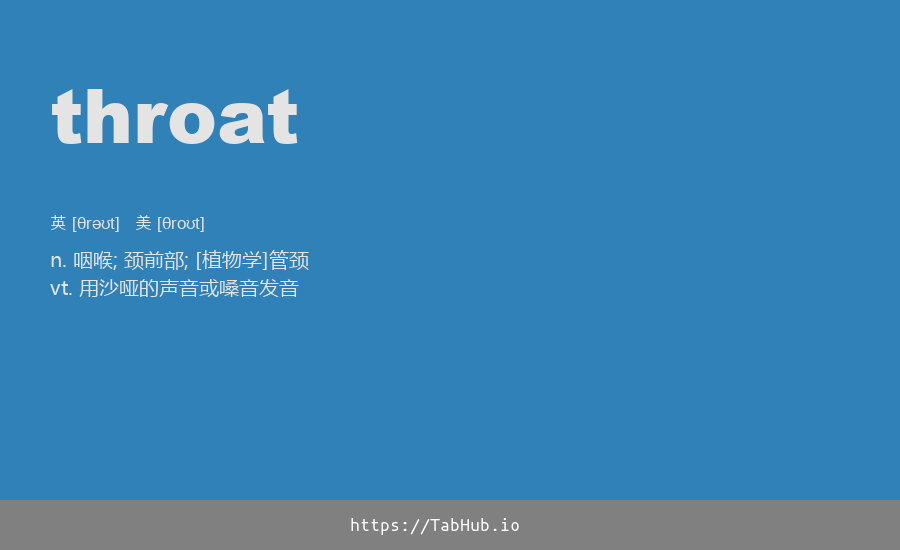 throat
英 [θrəʊt] 美 [θroʊt]
n. 咽喉; 颈前部; [植物学]管颈
vt. 用沙哑的声音或嗓音发音
https://TabHub.io